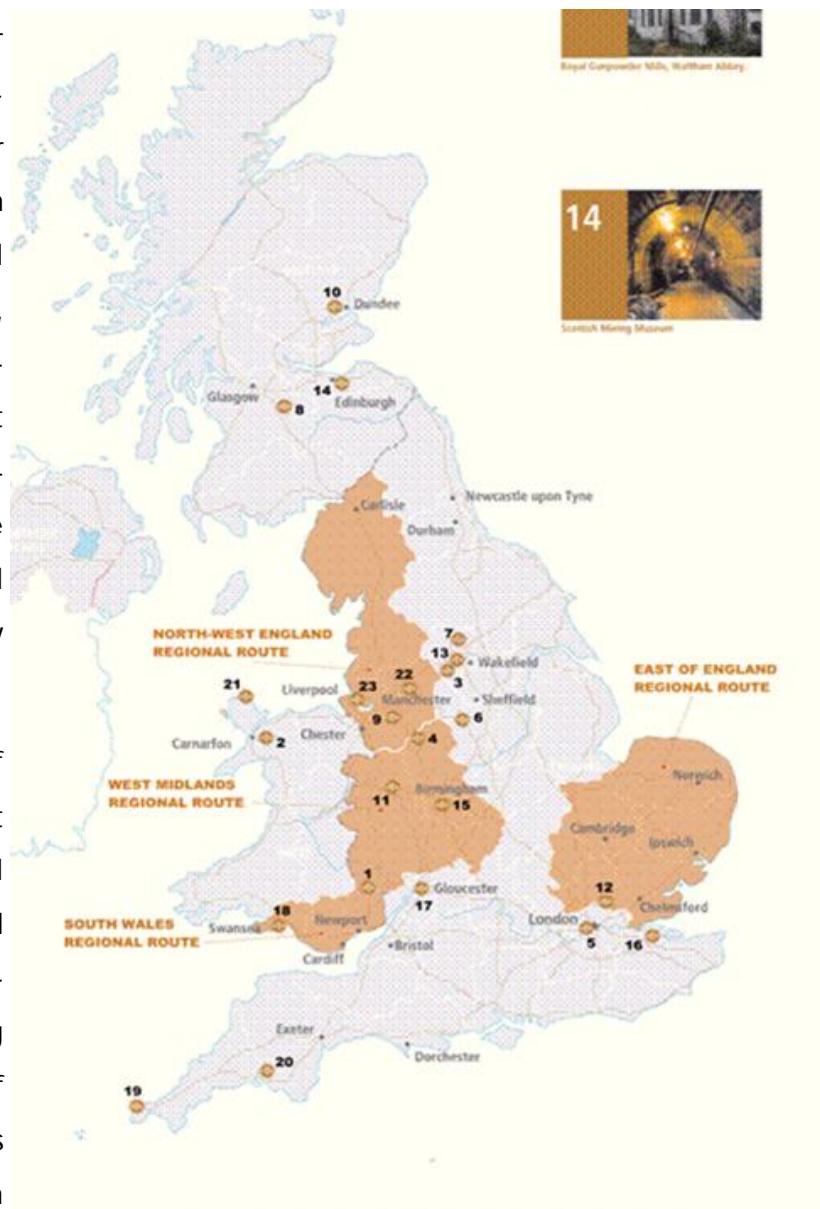 Royal Gunpowder Mills, Waltham Abbey.
14
Scottish Mining Museum
10
Dundee
14
Glasgow
Edinburgh
8
Newcastle upon Tyne
Carlisle
Durham
NORTH-WEST ENGLAND
REGIONAL ROUTE
7
13
Wakefield
3
EAST OF ENGLAND
REGIONAL ROUTE
21
Liverpool
23
22
Manchester
Sheffield
9
6
Carnarfon
2
Chester
4
WEST MIDLANDS
REGIONAL ROUTE
Norwich
11
Birmingham
15
Cambridge
Ipswich
1
Gloucester
17
12
Chelmsford
18
Swansea
Newport
SOUTH WALES
REGIONAL ROUTE
Cardiff
Bristol
London
5
16
Exeter
Dorchester
20
19